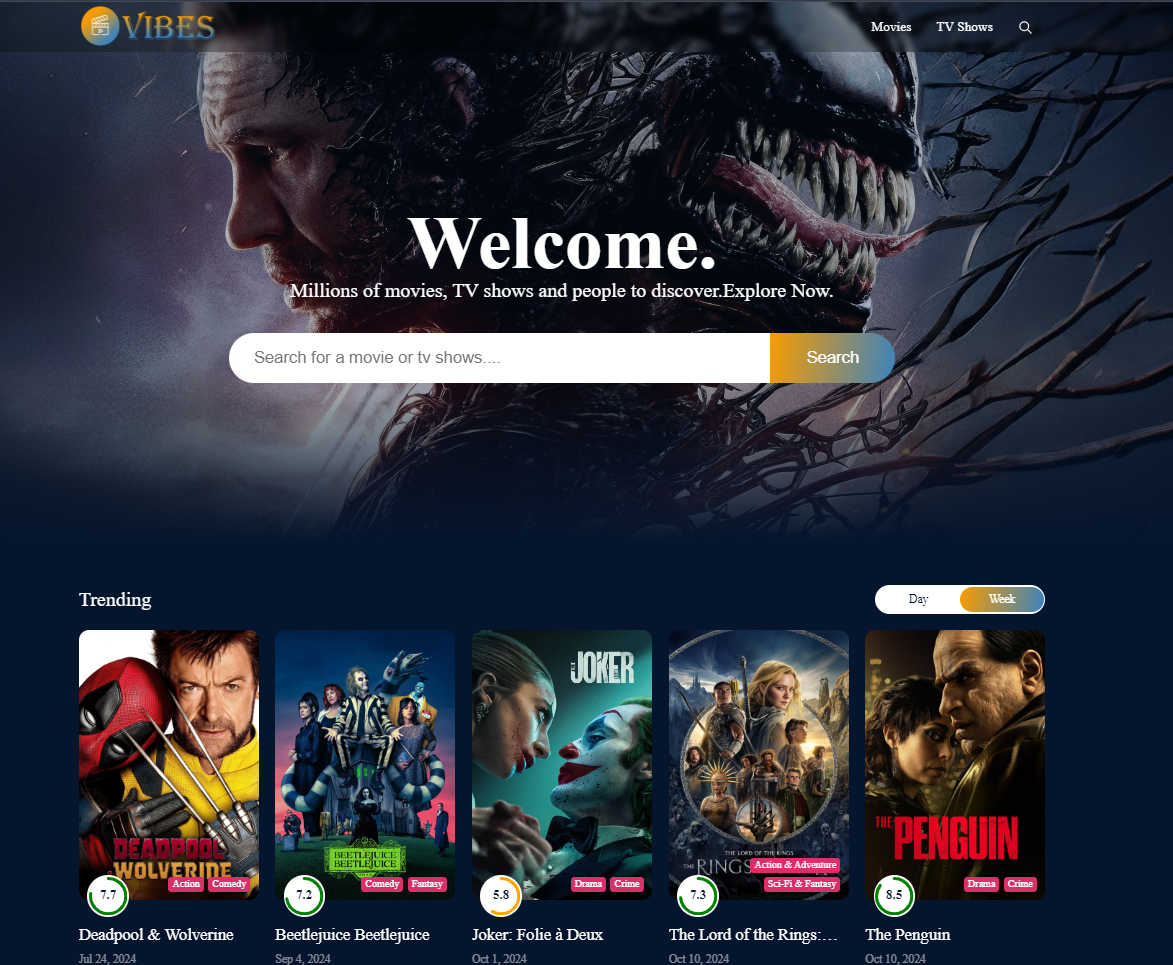 VIBES
Movies TV Shows
Welcome.
Millions of movies, TV shows and people to discover.Explore Now.
Search for a movie or tv shows....
Search
Trending
Day Week
DEADPOOL
WOLVERINE
Action Comedy
7.7
Deadpool & Wolverine
Jul 24, 2024
BEETLEJUICE
BEETLEJUICE
Comedy Fantasy
7.2
Beetlejuice Beetlejuice
Sep 4, 2024
JOKER
Drama Crime
5.8
Joker: Folie à Deux
Oct 1, 2024
THE LORD OF THE RINGS
THE RINGS
Action & Adventure
Sci-Fi & Fantasy
7.3
The Lord of the Rings:…
Oct 10, 2024
THE PENGUIN
Drama Crime
8.5
The Penguin
Oct 10, 2024